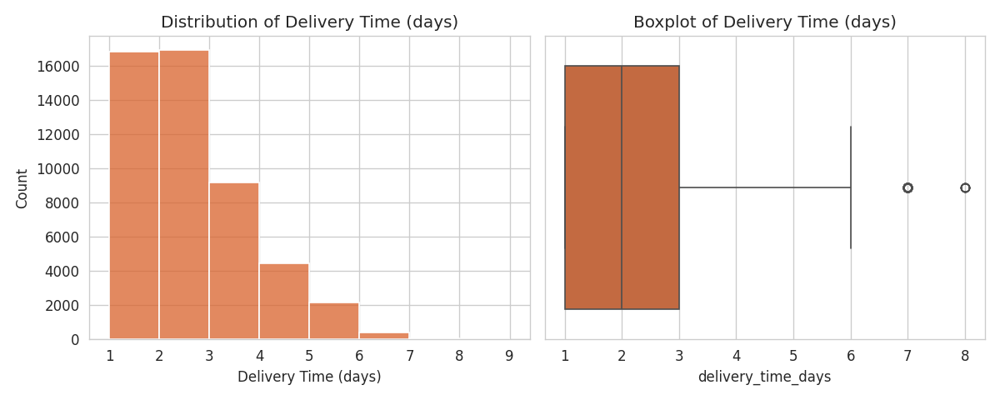 Distribution of Delivery Time (days)
Count
16000
14000
12000
10000
8000
6000
4000
2000
0
1 2 3 4 5 6 7 8 9
Delivery Time (days)
Boxplot of Delivery Time (days)
1 2 3 4 5 6 7 8
delivery_time_days